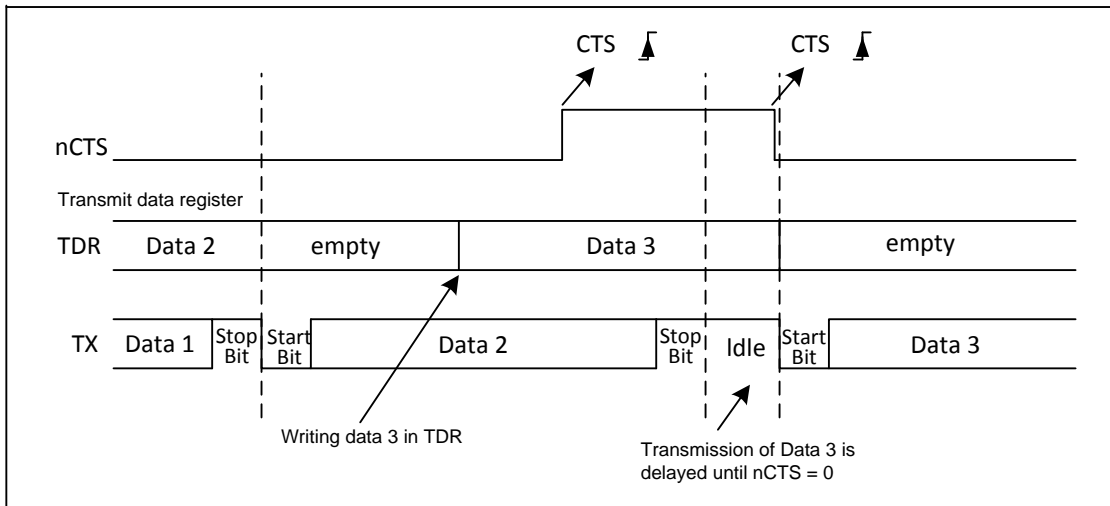 CTS CTS
nCTS
Transmit data register
TDR Data 2 empty Data 3 empty
TX Data 1 Stop Bit Start Bit Data 2 Stop Bit Idle Start Bit Data 3
Writing data 3 in TDR
Transmission of Data 3 is
delayed until nCTS = 0